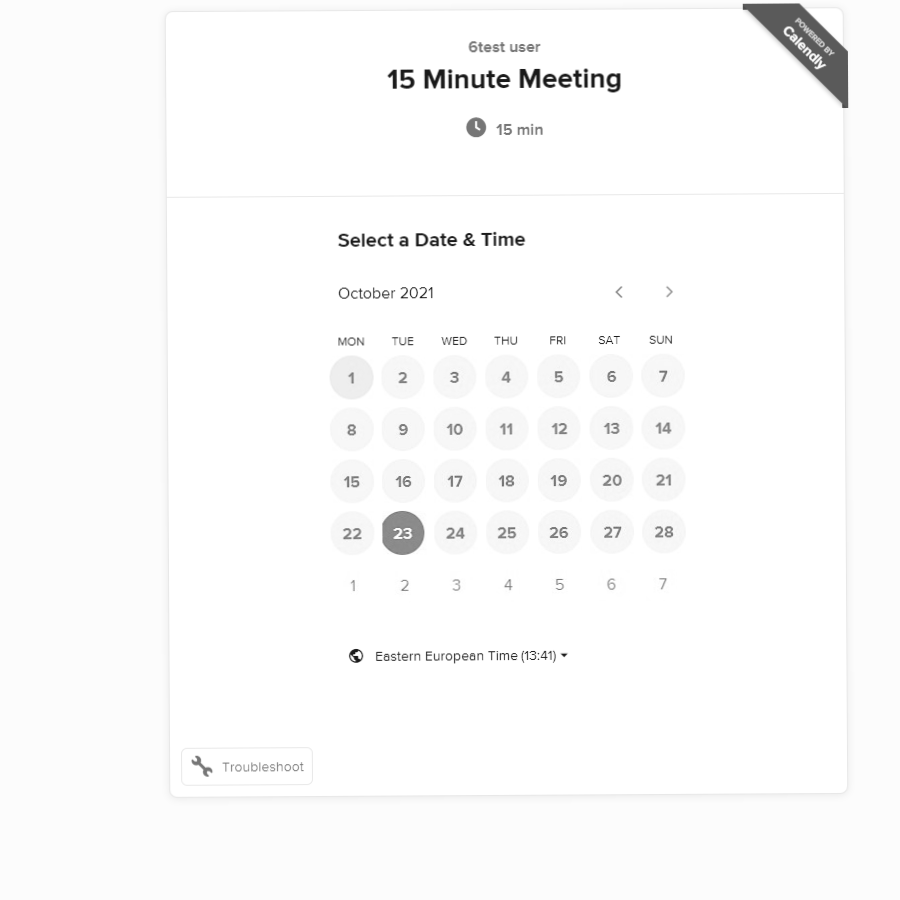 6test user
15 Minute Meeting
15 min
POWERED BY
Calendly
Select a Date & Time
October 2021
MON TUE WED THU FRI SAT SUN
1 2 3 4 5 6 7
8 9 10 11 12 13 14
15 16 17 18 19 20 21
22 23 24 25 26 27 28
1 2 3 4 5 6 7
Eastern European Time (13:41)
Troubleshoot